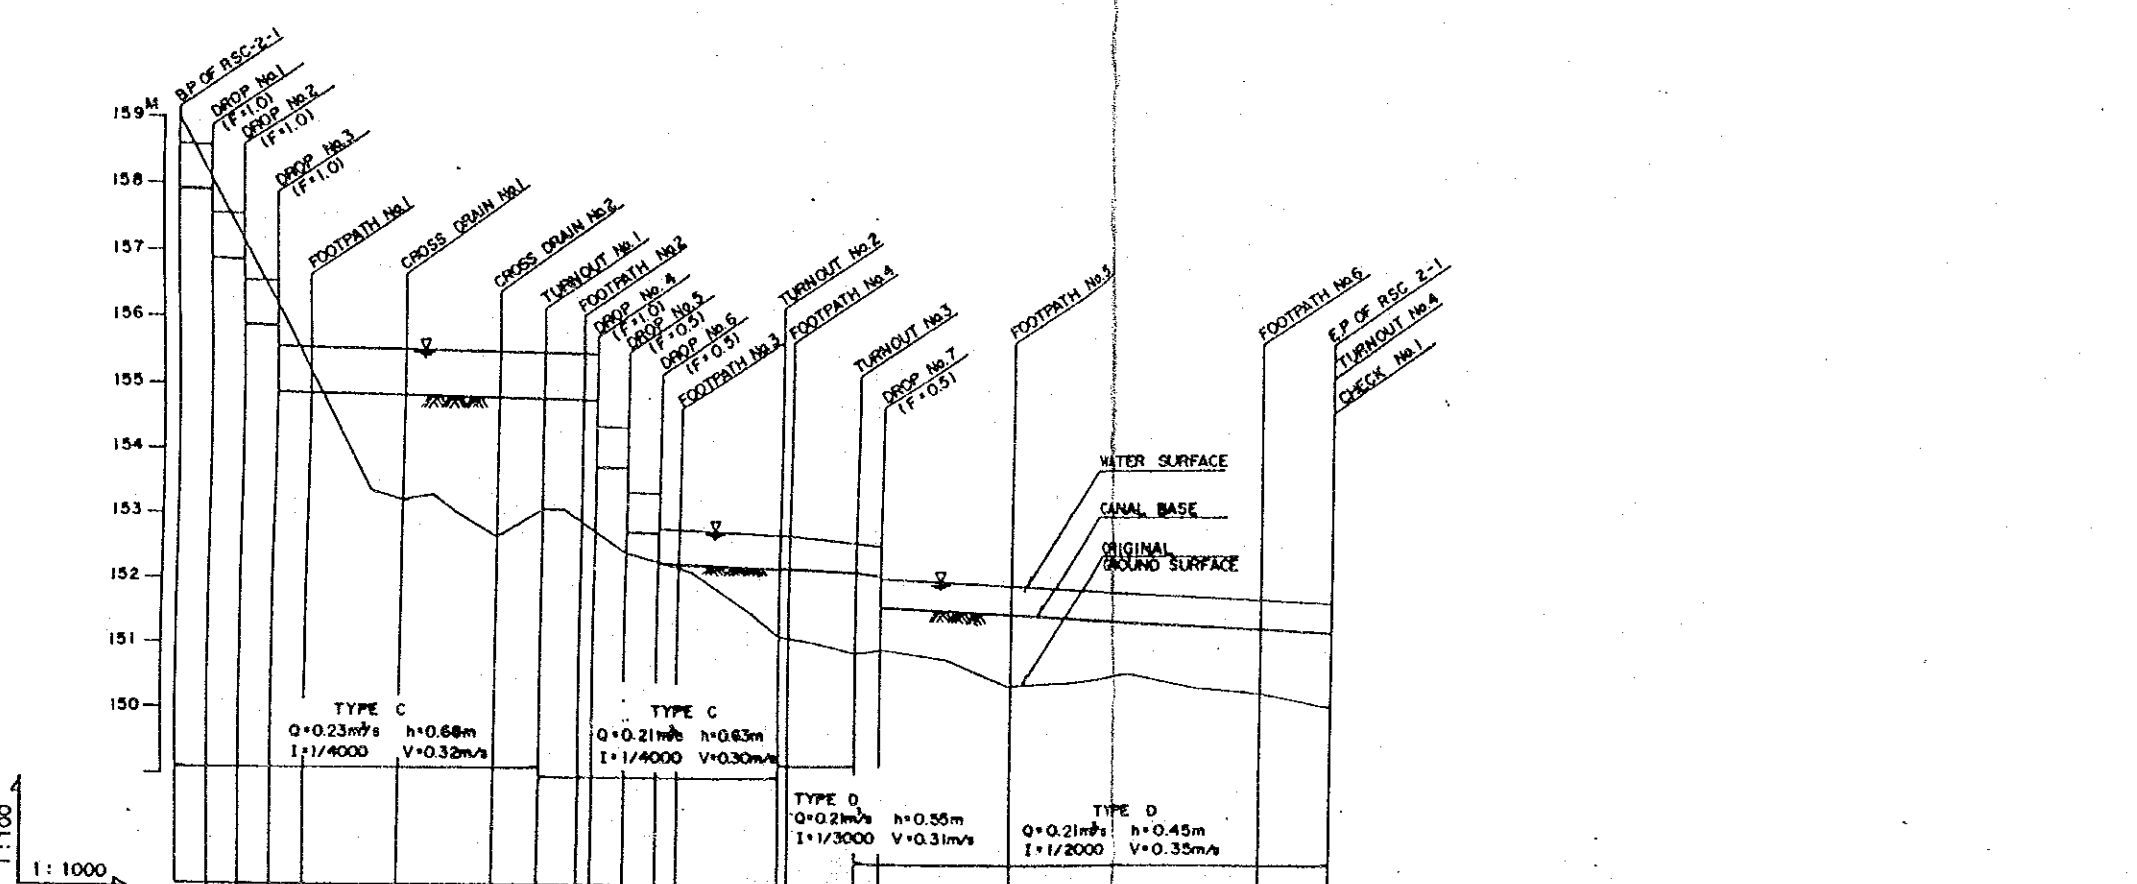 B.P OF RSC-2-1
DROP No.1
(F=1.0)
DROP No.2
(F=1.0)
DROP No.3
(F=1.0)
FOOTPATH No.1
CROSS DRAIN No.1
CROSS DRAIN No.2
TURNOUT No.1
FOOTPATH No.2
DROP No.4
(F=1.0)
DROP No.5
(F=0.5)
DROP No.6
(F=0.5)
FOOTPATH No.3
TURNOUT No.2
FOOTPATH No.4
TURNOUT No.3
DROP No.7
(F=0.5)
FOOTPATH No.5
FOOTPATH No.6
E.P OF RSC 2-1
TURNOUT No.4
CHECK No.1
159
158
157
156
155
154
153
152
151
150
WATER SURFACE
CANAL BASE
ORIGINAL
GROUND SURFACE
TYPE C
Q=0.23m³/s h=0.68m
I=1/4000 V=0.32m/s
TYPE C
Q=0.21m³/s h=0.63m
I=1/4000 V=0.30m/s
TYPE D
Q=0.21m³/s h=0.55m
I=1/3000 V=0.31m/s
TYPE D
Q=0.21m³/s h=0.45m
I=1/2000 V=0.35m/s
1:100
1:1000